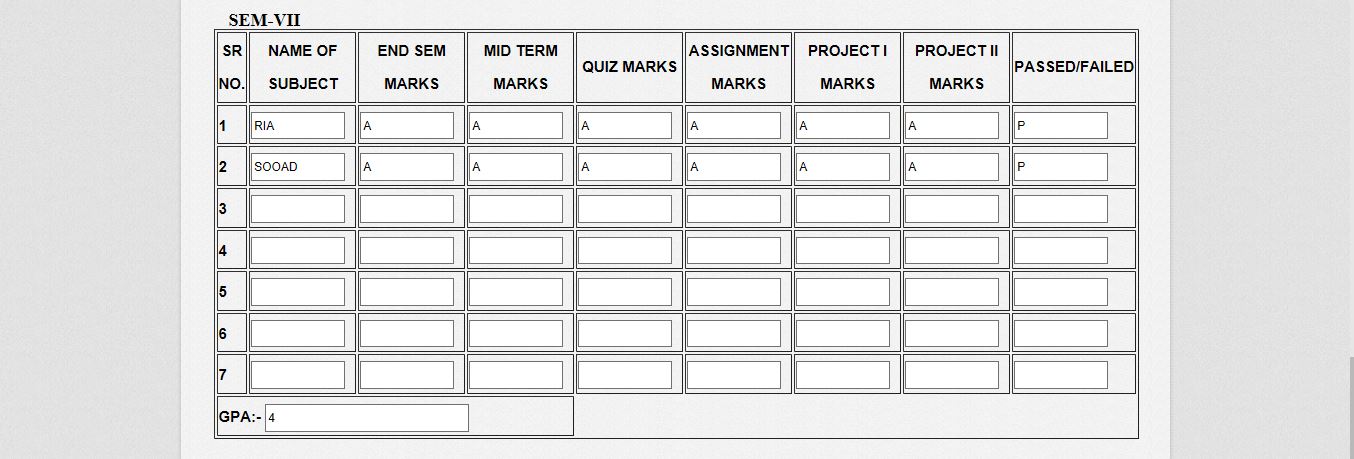 SEM-VII
SR NO. NAME OF SUBJECT END SEM MARKS MID TERM MARKS QUIZ MARKS ASSIGNMENT MARKS PROJECT I MARKS PROJECT II MARKS PASSED/FAILED
1 RIA A A A A A A P
2 SOOAD A A A A A A P
3
4
5
6
7
GPA:- 4